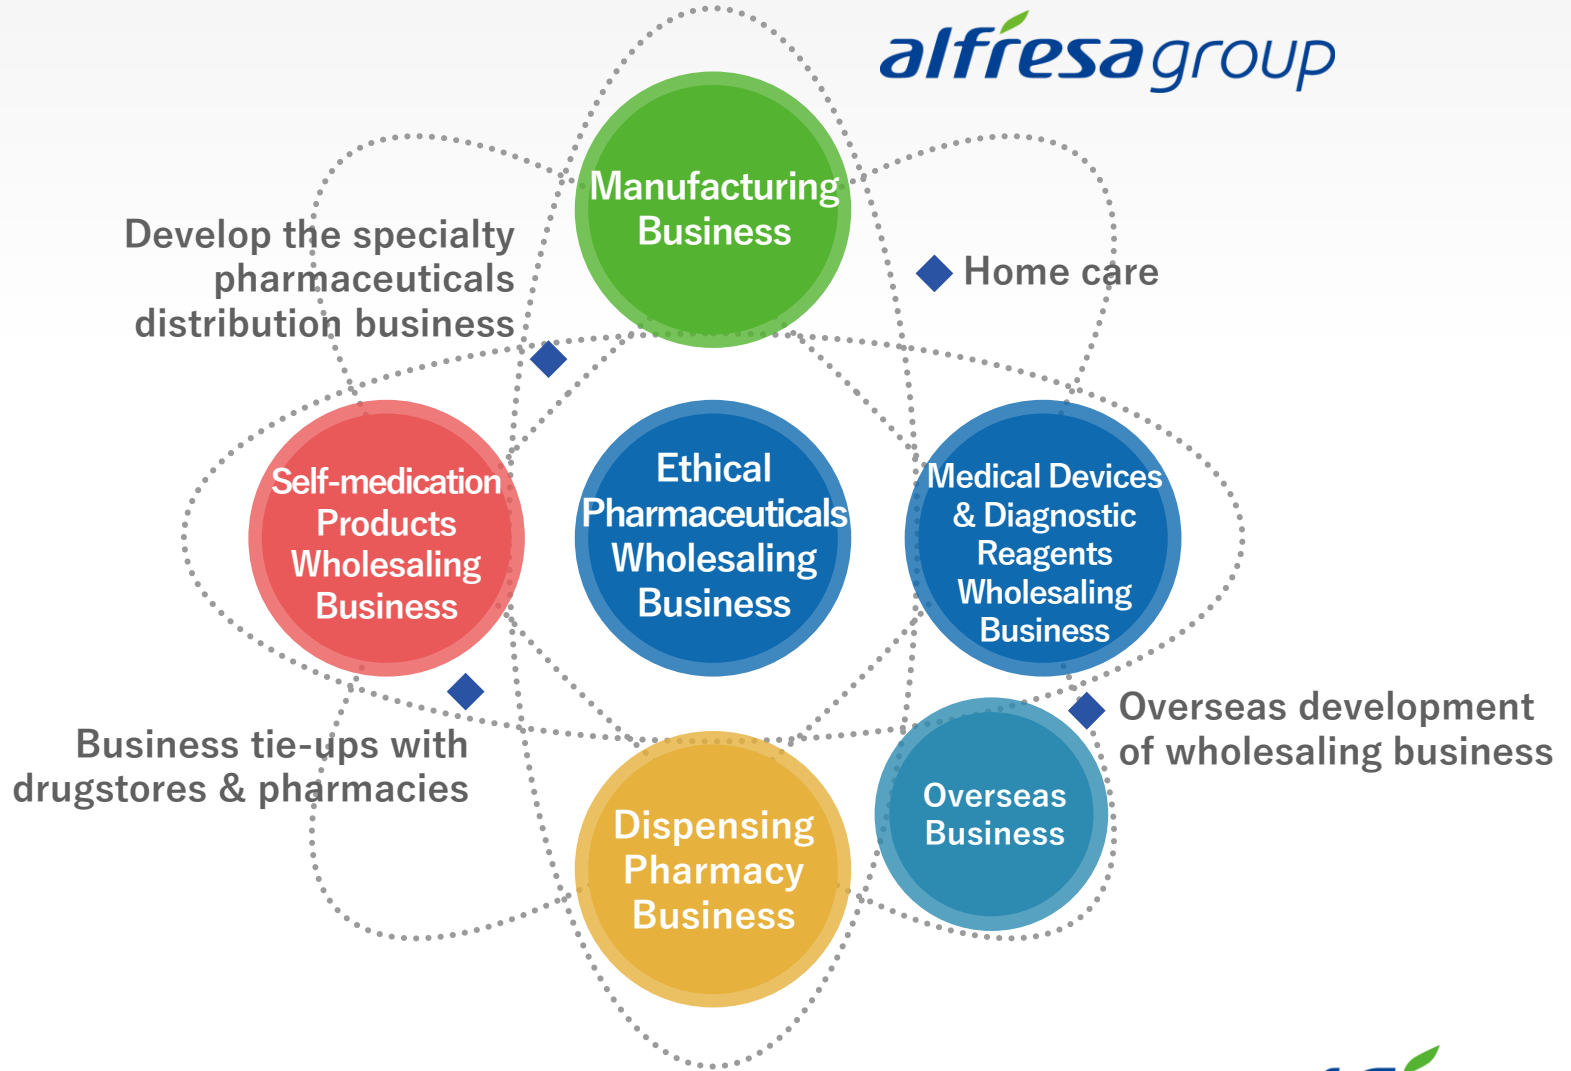 alfresa group
Manufacturing
Business
Develop the specialty
pharmaceuticals
distribution business
Home care
Self-medication
Products
Wholesaling
Business
Ethical
Pharmaceuticals
Wholesaling
Business
Medical Devices
& Diagnostic
Reagents
Wholesaling
Business
Business tie-ups with
drugstores & pharmacies
Overseas development
of wholesaling business
Dispensing
Pharmacy
Business
Overseas
Business